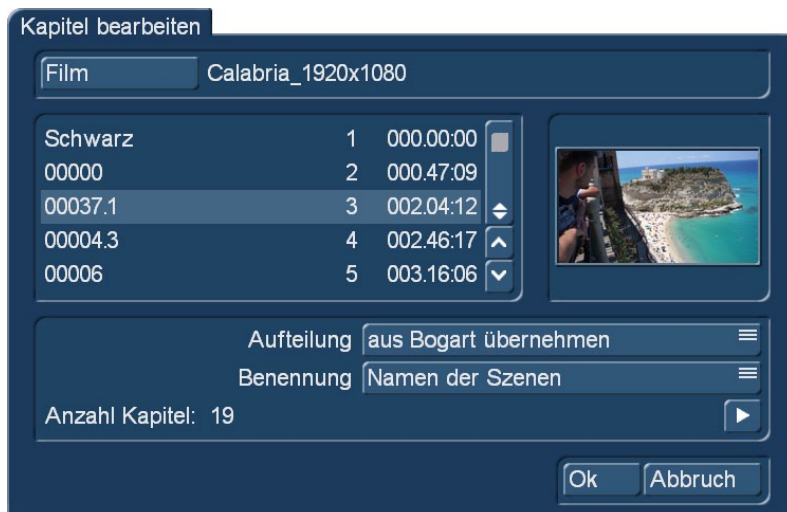 Kapitel bearbeiten
Film Calabria_1920x1080
Schwarz 1 000.00:00
00000 2 000.47:09
00037.1 3 002.04:12
00004.3 4 002.46:17
00006 5 003.16:06
Aufteilung aus Bogart übernehmen
Benennung Namen der Szenen
Anzahl Kapitel: 19
Ok Abbruch